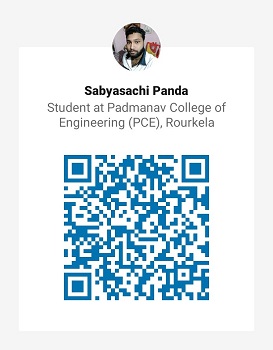 Sabyasachi Panda
Student at Padmanav College of
Engineering (PCE), Rourkela